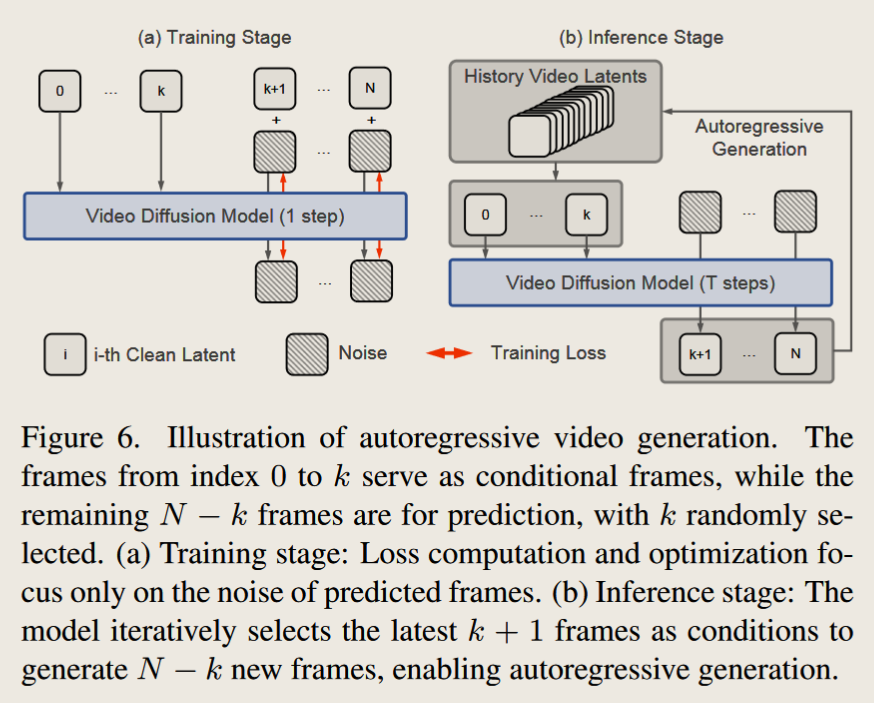 (a) Training Stage
0 ... k
k+1 ... N
+ +
...
Video Diffusion Model (1 step)
...
(b) Inference Stage
History Video Latents
Autoregressive
Generation
0 ... k
...
Video Diffusion Model (T steps)
k+1 ... N
i i-th Clean Latent
Noise
Training Loss
Figure 6. Illustration of autoregressive video generation. The
frames from index 0 to k serve as conditional frames, while the
remaining N − k frames are for prediction, with k randomly se-
lected. (a) Training stage: Loss computation and optimization fo-
cus only on the noise of predicted frames. (b) Inference stage: The
model iteratively selects the latest k + 1 frames as conditions to
generate N − k new frames, enabling autoregressive generation.